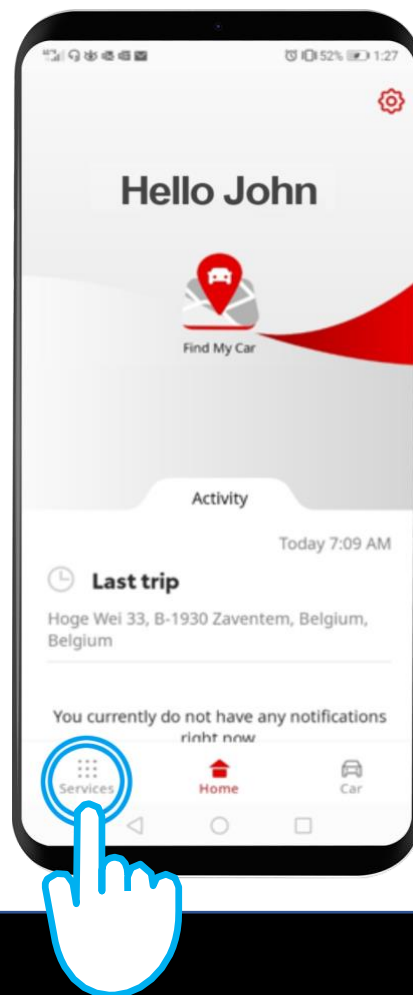 52% 1:27
Hello John
Find My Car
Activity
Today 7:09 AM
Last trip
Hoge Wei 33, B-1930 Zaventem, Belgium,
Belgium
You currently do not have any notifications
right now
Services Home Car